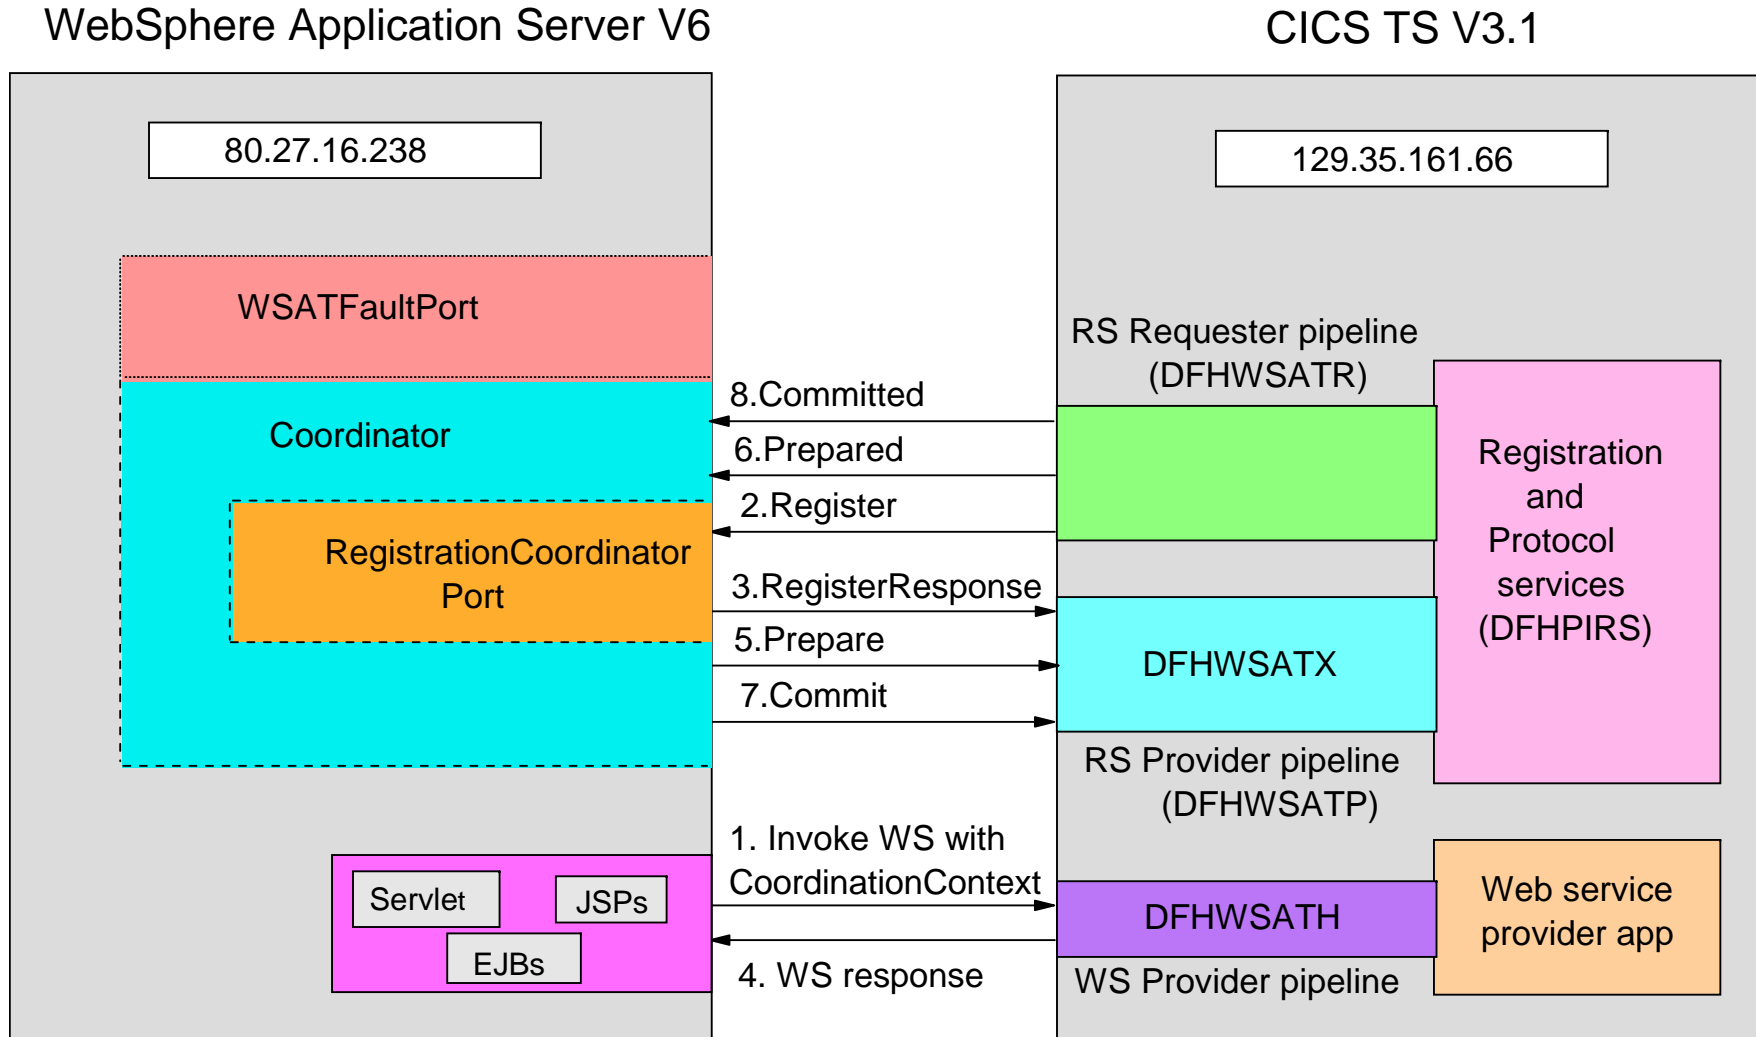 WebSphere Application Server V6
CICS TS V3.1
80.27.16.238
129.35.161.66
WSATFaultPort
RS Requester pipeline
(DFHWSATR)
8.Committed
Coordinator
6.Prepared
Registration
and
Protocol
services
(DFHPIRS)
2.Register
RegistrationCoordinator
Port
3.RegisterResponse
5.Prepare
DFHWSATX
7.Commit
RS Provider pipeline
(DFHWSATP)
1. Invoke WS with
CoordinationContext
Servlet
JSPs
EJBs
DFHWSATH
Web service
provider app
4. WS response
WS Provider pipeline